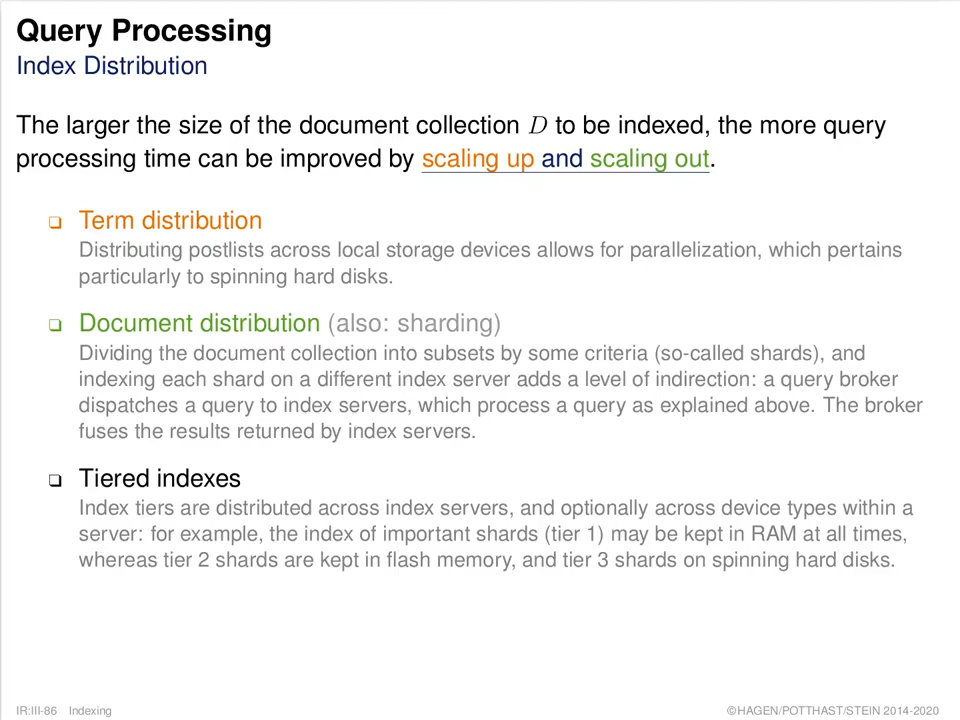 Query Processing
Index Distribution
The larger the size of the document collection D to be indexed, the more query
processing time can be improved by scaling up and scaling out.
❑ Term distribution
Distributing postlists across local storage devices allows for parallelization, which pertains
particularly to spinning hard disks.
❑ Document distribution (also: sharding)
Dividing the document collection into subsets by some criteria (so-called shards), and
indexing each shard on a different index server adds a level of indirection: a query broker
dispatches a query to index servers, which process a query as explained above. The broker
fuses the results returned by index servers.
❑ Tiered indexes
Index tiers are distributed across index servers, and optionally across device types within a
server: for example, the index of important shards (tier 1) may be kept in RAM at all times,
whereas tier 2 shards are kept in flash memory, and tier 3 shards on spinning hard disks.
IR:III-86 Indexing ©HAGEN/POTTHAST/STEIN 2014-2020